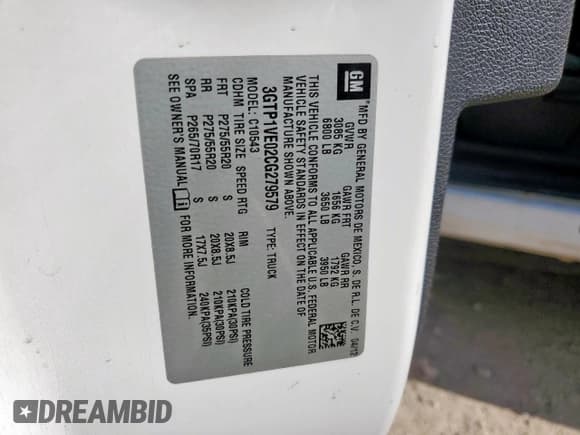 GM
MFD BY GENERAL MOTORS DE MEXICO, S. DE R.L. DE C.V. 04/12
GVWR GAWR FRT GAWR RR
3085 KG 1656 KG 1792 KG
6800 LB 3650 LB 3950 LB
THIS VEHICLE CONFORMS TO ALL APPLICABLE U.S. FEDERAL MOTOR
VEHICLE SAFETY STANDARDS IN EFFECT ON THE DATE OF
MANUFACTURE SHOWN ABOVE.
3GTP1VE02CG279579 TYPE: TRUCK
MODEL: C10543
CDHM TIRE SIZE SPEED RTG RIM COLD TIRE PRESSURE
FRT P275/55R20 S 20X8.5J 210KPA(30PSI)
RR P275/55R20 S 20X8.5J 210KPA(30PSI)
SPA P265/70R17 S 17X7.5J 240KPA(35PSI)
SEE OWNER'S MANUAL FOR MORE INFORMATION.
DREAMBID